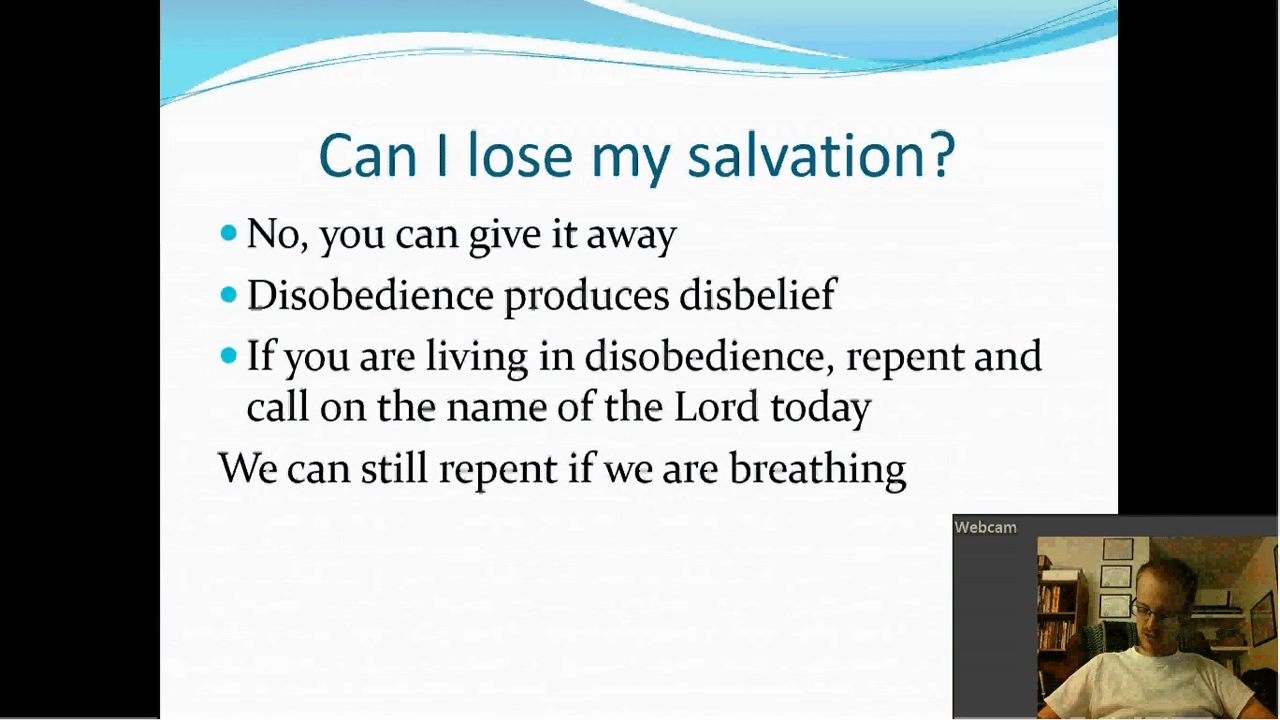 Can I lose my salvation?
No, you can give it away
Disobedience produces disbelief
If you are living in disobedience, repent and
call on the name of the Lord today
We can still repent if we are breathing
Webcam